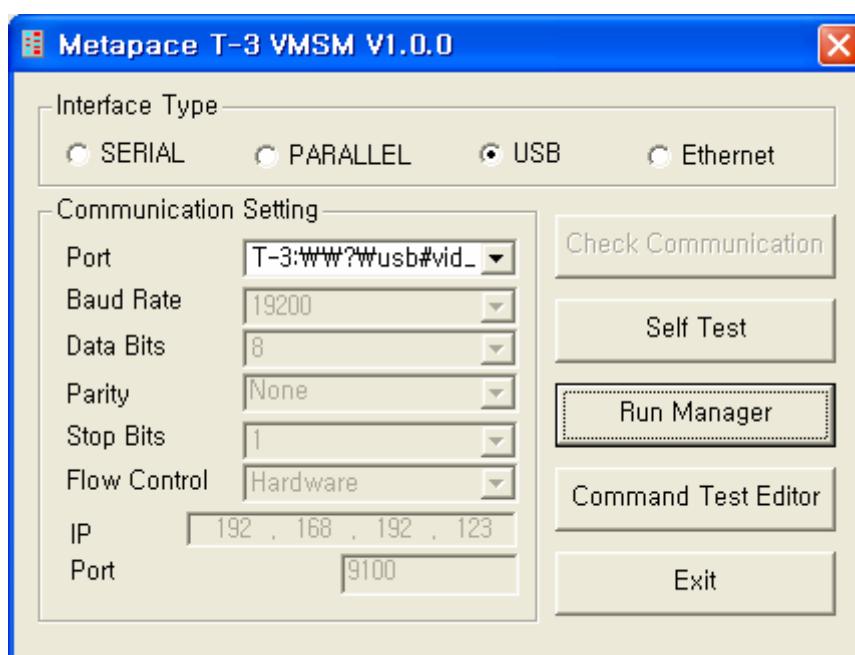 Metapace T-3 VMSM V1.0.0
Interface Type
SERIAL PARALLEL USB Ethernet
Communication Setting
Port T-3:₩₩?₩usb#vid_
Baud Rate 19200
Data Bits 8
Parity None
Stop Bits 1
Flow Control Hardware
IP 192 . 168 . 192 . 123
Port 9100
Check Communication
Self Test
Run Manager
Command Test Editor
Exit